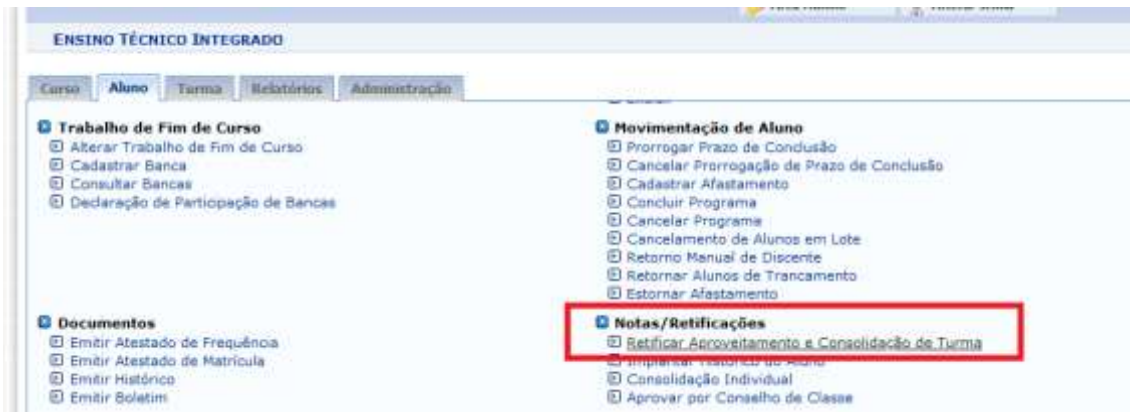 ENSINO TÉCNICO INTEGRADO
Curso Aluno Turma Relatórios Administração
Trabalho de Fim de Curso
Alterar Trabalho de Fim de Curso
Cadastrar Banca
Consultar Bancas
Declaração de Participação de Bancas
Movimentação de Aluno
Prorrogar Prazo de Conclusão
Cancelar Prorrogação de Prazo de Conclusão
Cadastrar Afastamento
Concluir Programa
Cancelar Programa
Cancelamento de Alunos em Lote
Retorno Manual de Discente
Retornar Alunos de Trancamento
Estornar Afastamento
Documentos
Emitir Atestado de Frequência
Emitir Atestado de Matrícula
Emitir Histórico
Emitir Boletim
Notas/Retificações
Retificar Aproveitamento e Consolidação de Turma
Implantar Histórico do Aluno
Consolidação Individual
Aprovar por Conselho de Classe